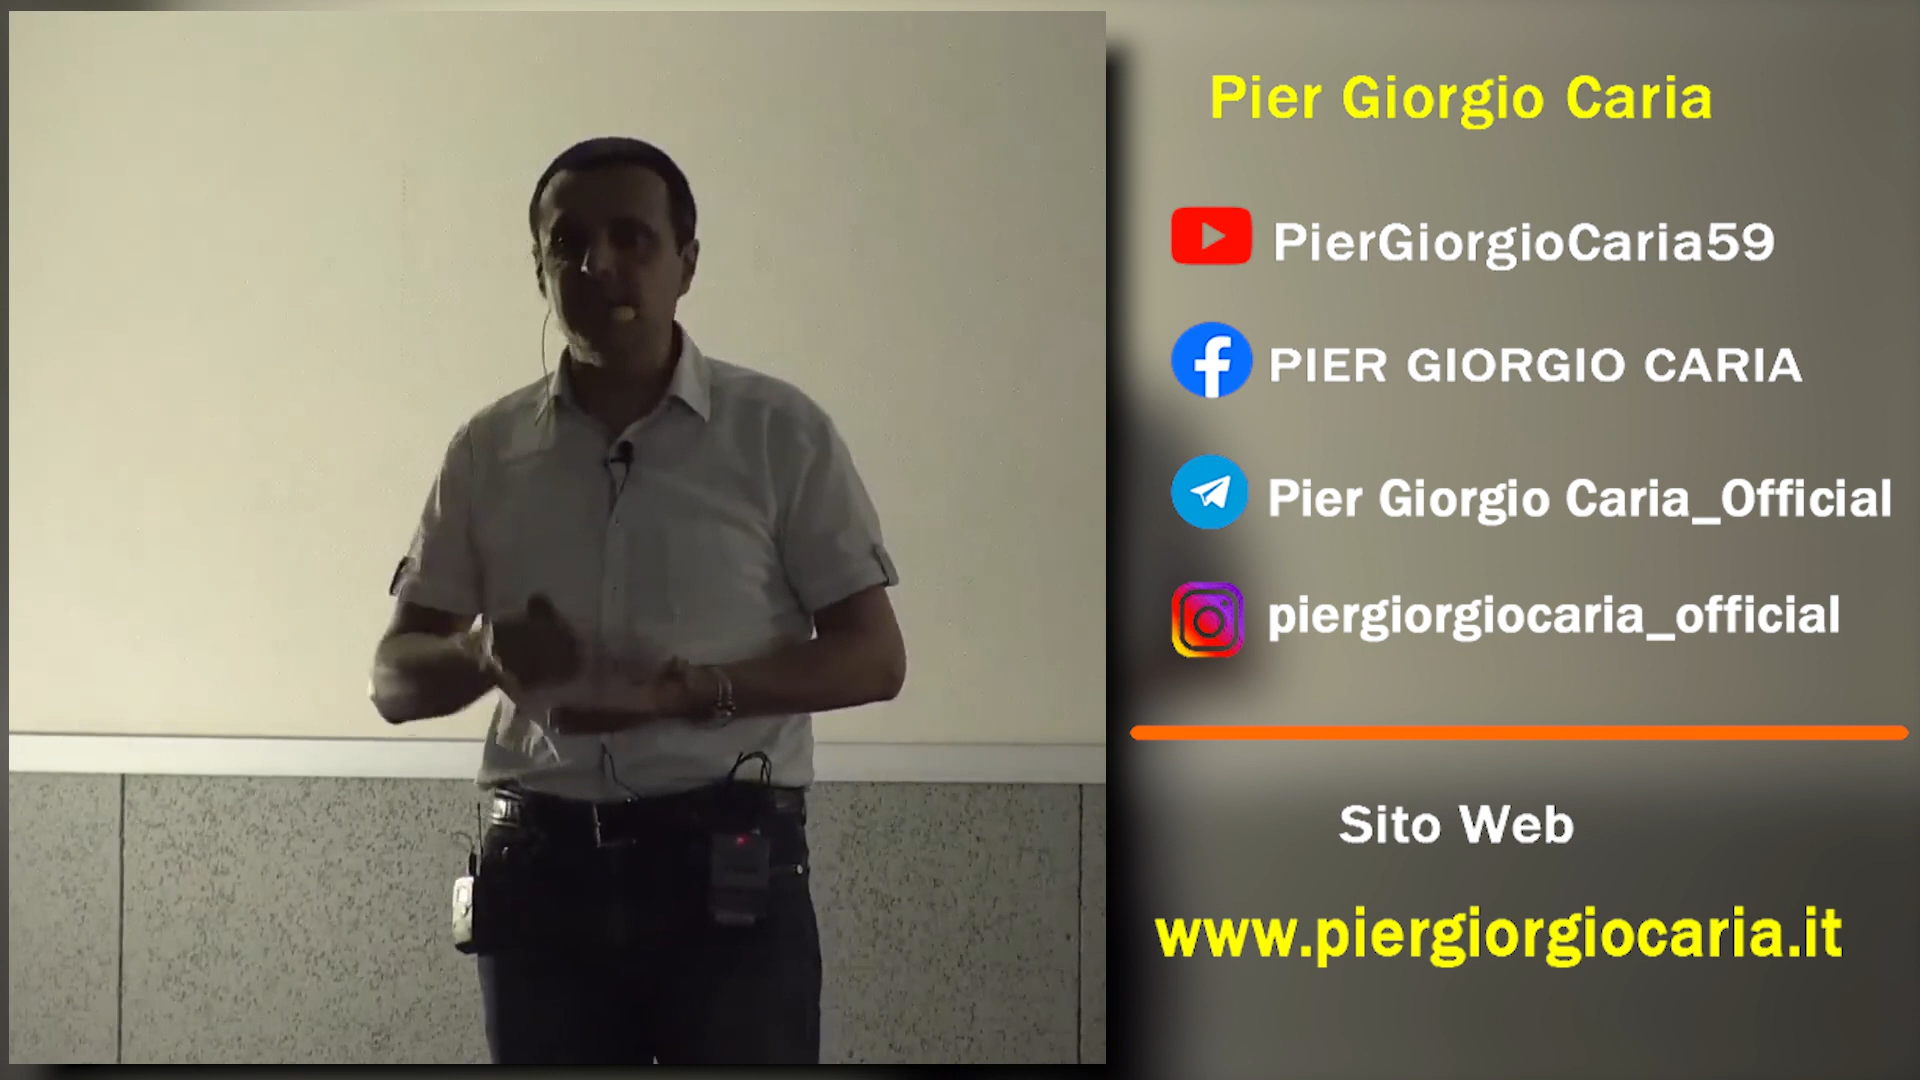 Pier Giorgio Caria
PierGiorgioCaria59
PIER GIORGIO CARIA
Pier Giorgio Caria_Official
piergiorgiocaria_official
Sito Web
www.piergiorgiocaria.it